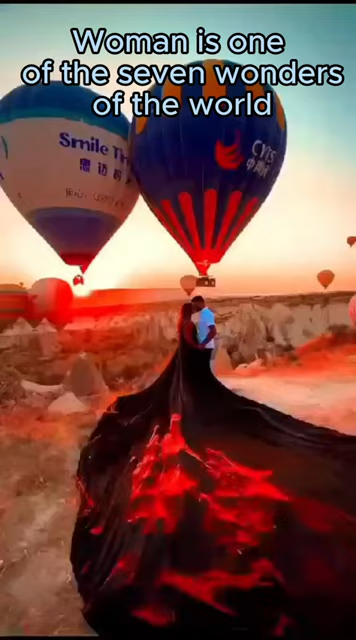 Woman is one
of the seven wonders
of the world
Smile T
CYTS